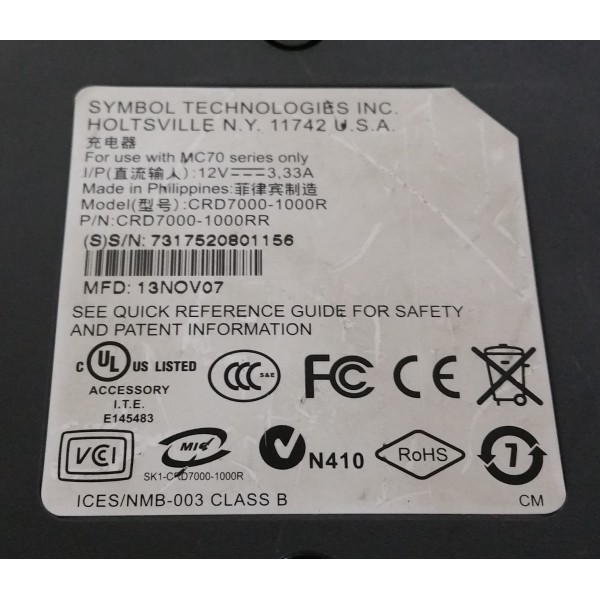 SYMBOL TECHNOLOGIES INC.
HOLTSVILLE N.Y. 11742 U.S.A.
充电器
For use with MC70 series only
I/P(直流输入):12V⎓3,33A
Made in Philippines:菲律宾制造
Model(型号):CRD7000-1000R
P/N:CRD7000-1000RR
(S)S/N: 7317520801156
MFD: 13NOV07
SEE QUICK REFERENCE GUIDE FOR SAFETY
AND PATENT INFORMATION
C UL US LISTED
ACCESSORY
I.T.E.
E145483
CCC S&E
FC CE
VCI
MIC
SK1-CRD7000-1000R
N410
RoHS
7
ICES/NMB-003 CLASS B
CM